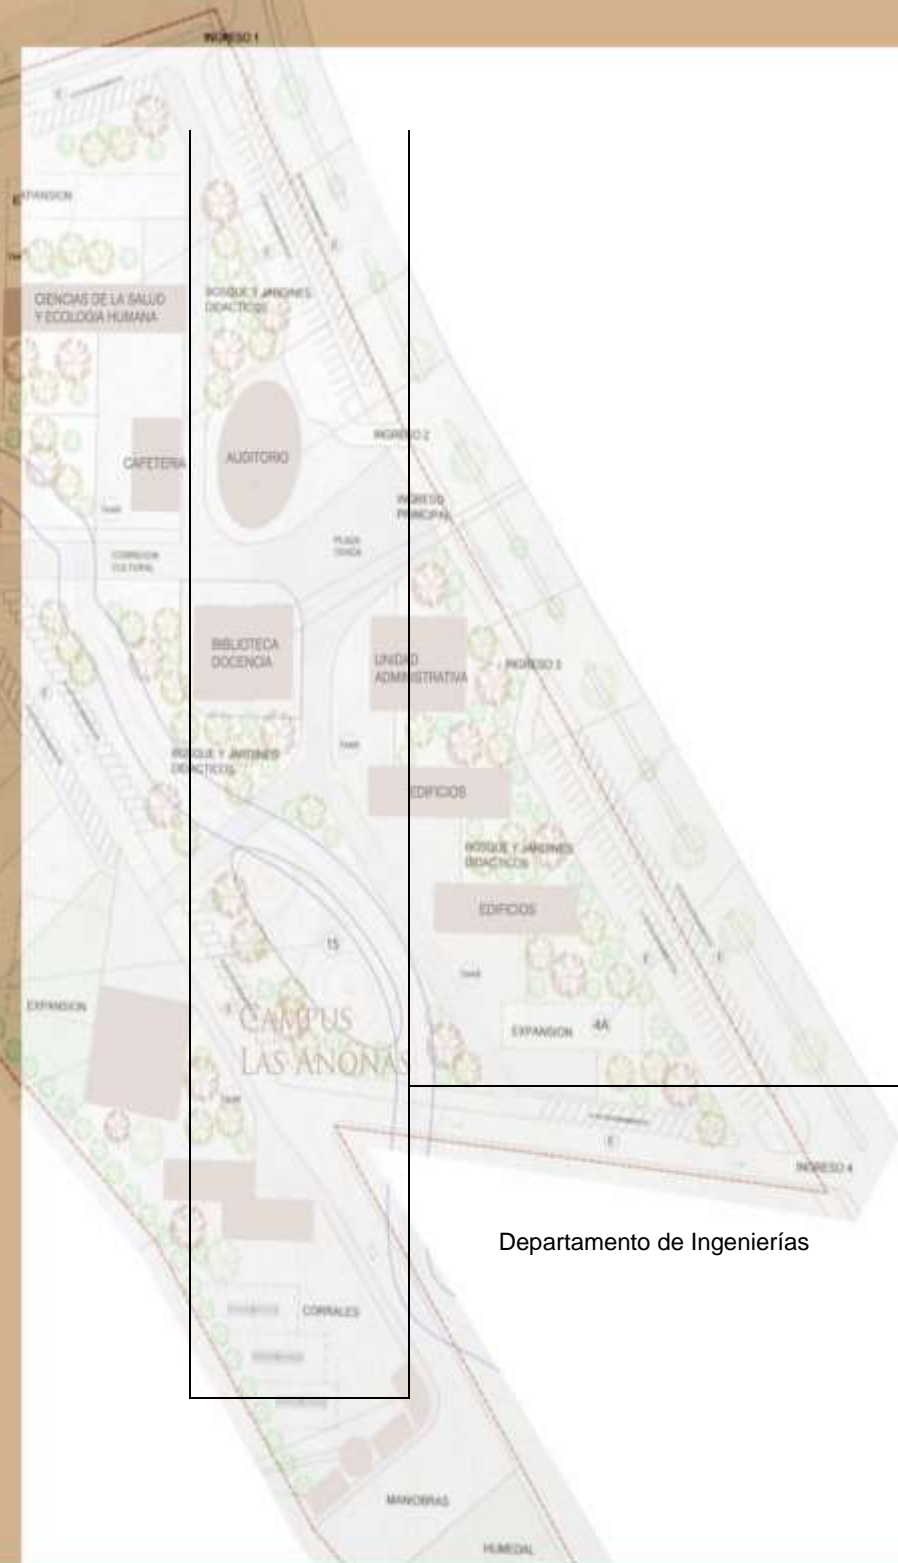 INGRESO 1
EXPANSION
CIENCIAS DE LA SALUD
Y ECOLOGIA HUMANA
BOSQUE Y JARDINES
DIDACTICOS
INGRESO 2
CAFETERIA
AUDITORIO
INGRESO
PRINCIPAL
PLAZA
CIVICA
CORREDOR
CULTURAL
BIBLIOTECA
DOCENCIA
UNIDAD
ADMINISTRATIVA
INGRESO 3
BOSQUE Y JARDINES
DIDACTICOS
EDIFICIOS
BOSQUE Y JARDINES
DIDACTICOS
EDIFICIOS
15
EXPANSION
CAMPUS
LAS ANONAS
EXPANSION
4A
INGRESO 4
Departamento de Ingenierías
CORRALES
MANIOBRAS
HUMEDAL